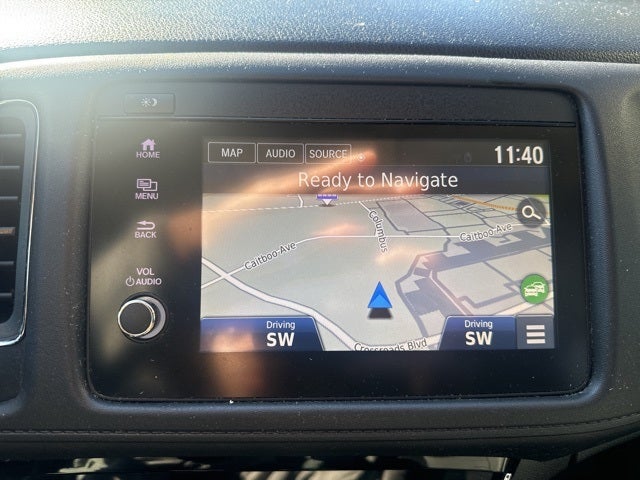 MAP AUDIO SOURCE 11:40
HOME
Ready to Navigate
MENU
Columbus
BACK
Caitboo Ave
Caitboo Ave
VOL
AUDIO
Driving
SW
Driving
SW
Crossroads Blvd